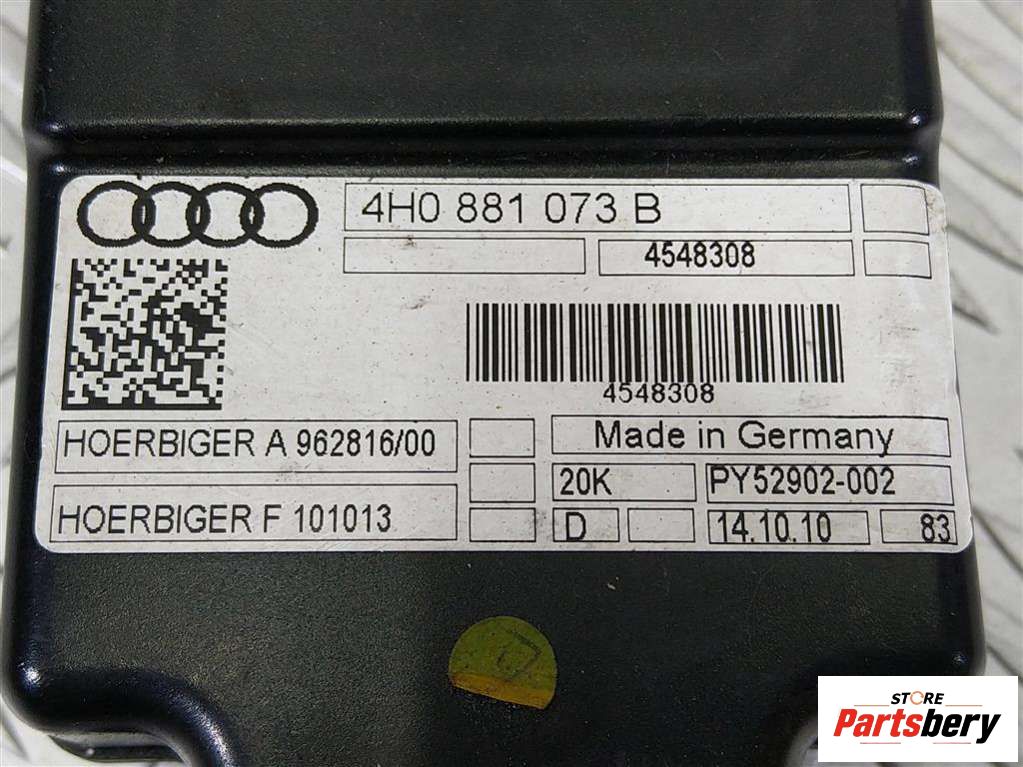 4H0 881 073 B
4548308
4548308
HOERBIGER A 962816/00
Made in Germany
20K
PY52902-002
HOERBIGER F 101013
D
14.10.10
83
STORE
Partsbery